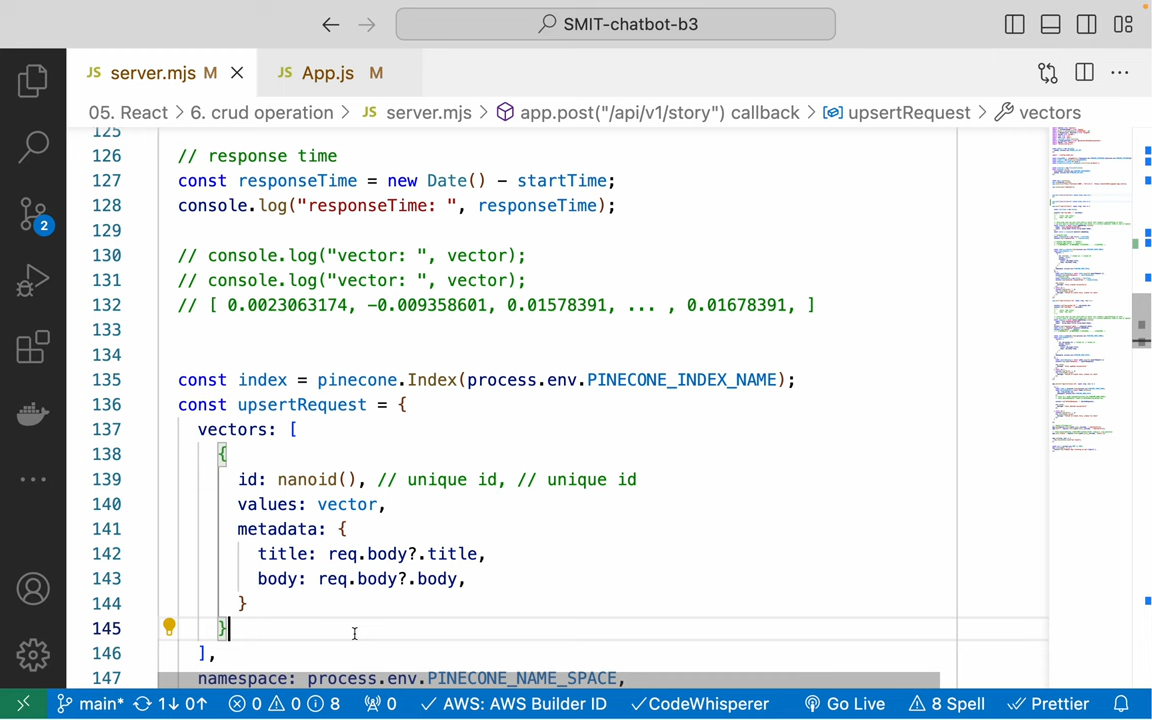 SMIT-chatbot-b3
JS server.mjs M
JS App.js M
05. React > 6. crud operation > JS server.mjs > app.post("/api/v1/story") callback > upsertRequest > vectors
125
126 // response time
127 const responseTime = new Date() - startTime;
128 console.log("responseTime: ", responseTime);
129
130 // console.log("vector: ", vector);
131 // console.log("vector: ", vector);
132 // [ 0.0023063174, -0.009358601, 0.01578391, ... , 0.01678391, ]
133
134
135 const index = pinecone.Index(process.env.PINECONE_INDEX_NAME);
136 const upsertRequest = {
137 vectors: [
138 {
139 id: nanoid(), // unique id, // unique id
140 values: vector,
141 metadata: {
142 title: req.body?.title,
143 body: req.body?.body,
144 }
145 }
146 ],
147 namespace: process.env.PINECONE_NAME_SPACE,
2
main* 1↓ 0↑ 0 0 8 0 AWS: AWS Builder ID CodeWhisperer Go Live 8 Spell Prettier